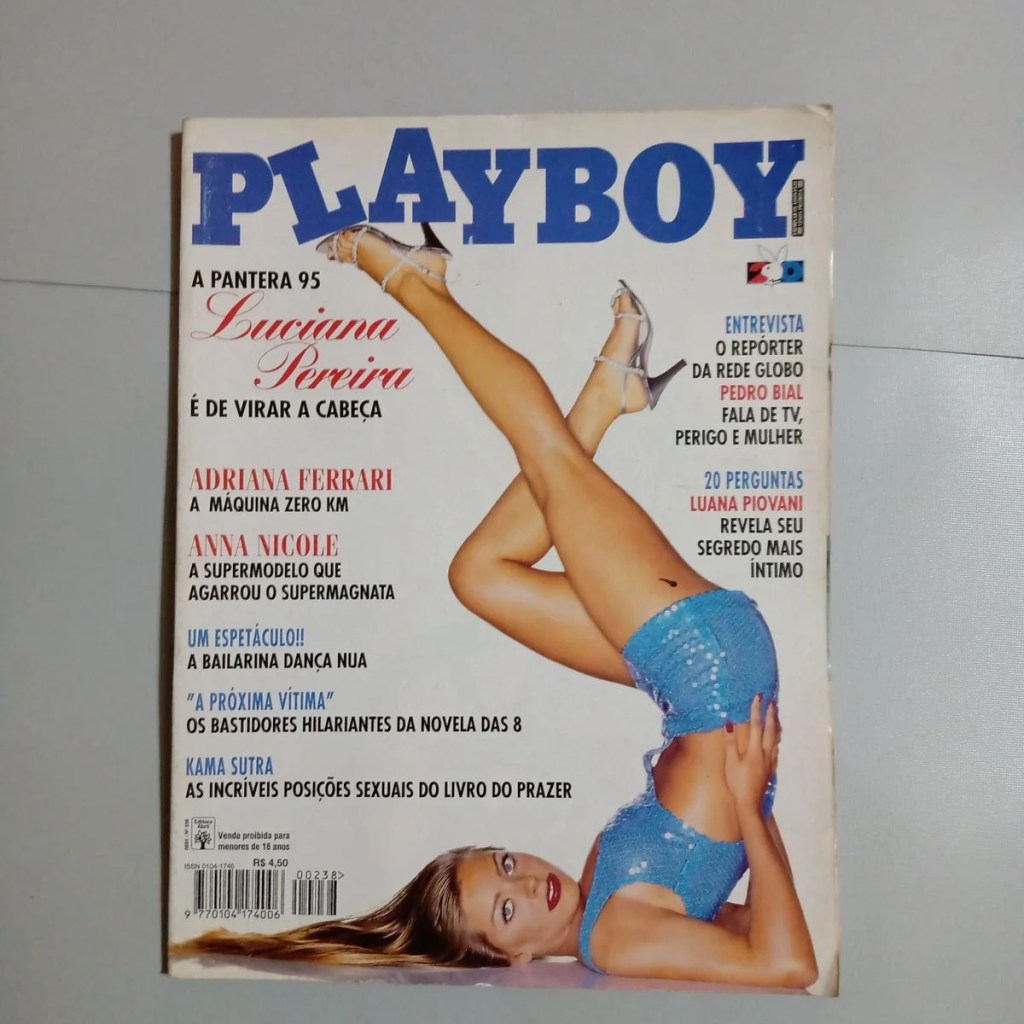 PLAYBOY
A PANTERA 95
Luciana
Pereira
É DE VIRAR A CABEÇA
ADRIANA FERRARI
A MÁQUINA ZERO KM
ANNA NICOLE
A SUPERMODELO QUE
AGARROU O SUPERMAGNATA
UM ESPETÁCULO!!
A BAILARINA DANÇA NUA
"A PRÓXIMA VÍTIMA"
OS BASTIDORES HILARIANTES DA NOVELA DAS 8
KAMA SUTRA
AS INCRÍVEIS POSIÇÕES SEXUAIS DO LIVRO DO PRAZER
ENTREVISTA
O REPÓRTER
DA REDE GLOBO
PEDRO BIAL
FALA DE TV,
PERIGO E MULHER
20 PERGUNTAS
LUANA PIOVANI
REVELA SEU
SEGREDO MAIS
ÍNTIMO
Editora
Abril
Venda proibida para
menores de 18 anos
ISSN 0104-1746
R$ 4,50
00238>
9 770104 174006